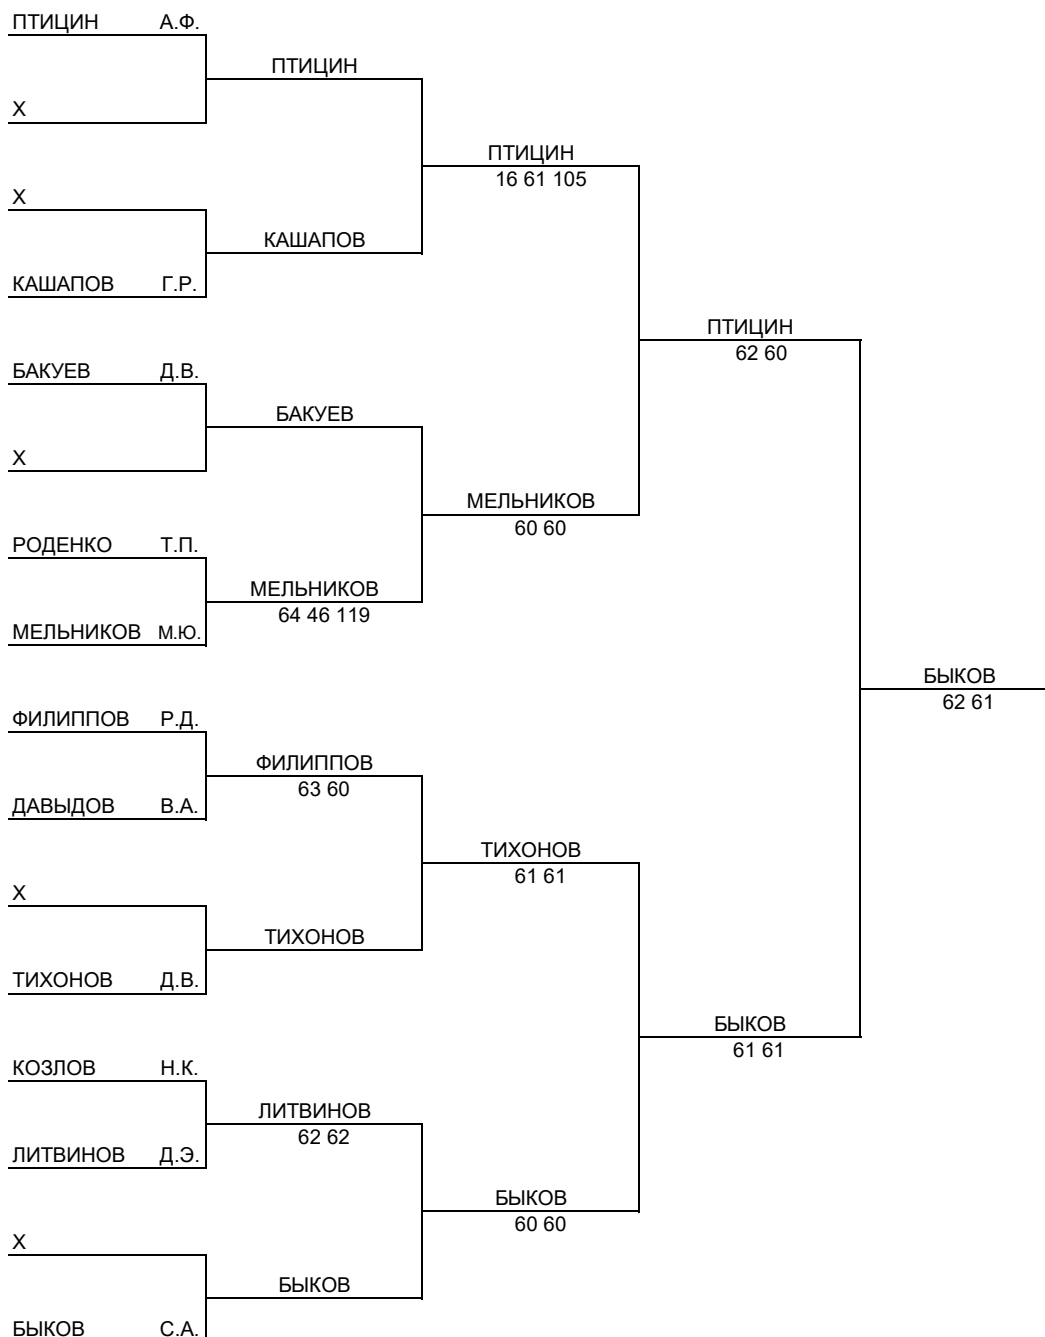 ПТИЦИН А.Ф.
ПТИЦИН
Х
ПТИЦИН
16 61 105
Х
КАШАПОВ
КАШАПОВ Г.Р.
ПТИЦИН
62 60
БАКУЕВ Д.В.
БАКУЕВ
Х
МЕЛЬНИКОВ
60 60
РОДЕНКО Т.П.
МЕЛЬНИКОВ
64 46 119
МЕЛЬНИКОВ М.Ю.
БЫКОВ
62 61
ФИЛИППОВ Р.Д.
ФИЛИППОВ
63 60
ДАВЫДОВ В.А.
ТИХОНОВ
61 61
Х
ТИХОНОВ
ТИХОНОВ Д.В.
БЫКОВ
61 61
КОЗЛОВ Н.К.
ЛИТВИНОВ
62 62
ЛИТВИНОВ Д.Э.
БЫКОВ
60 60
Х
БЫКОВ
БЫКОВ С.А.